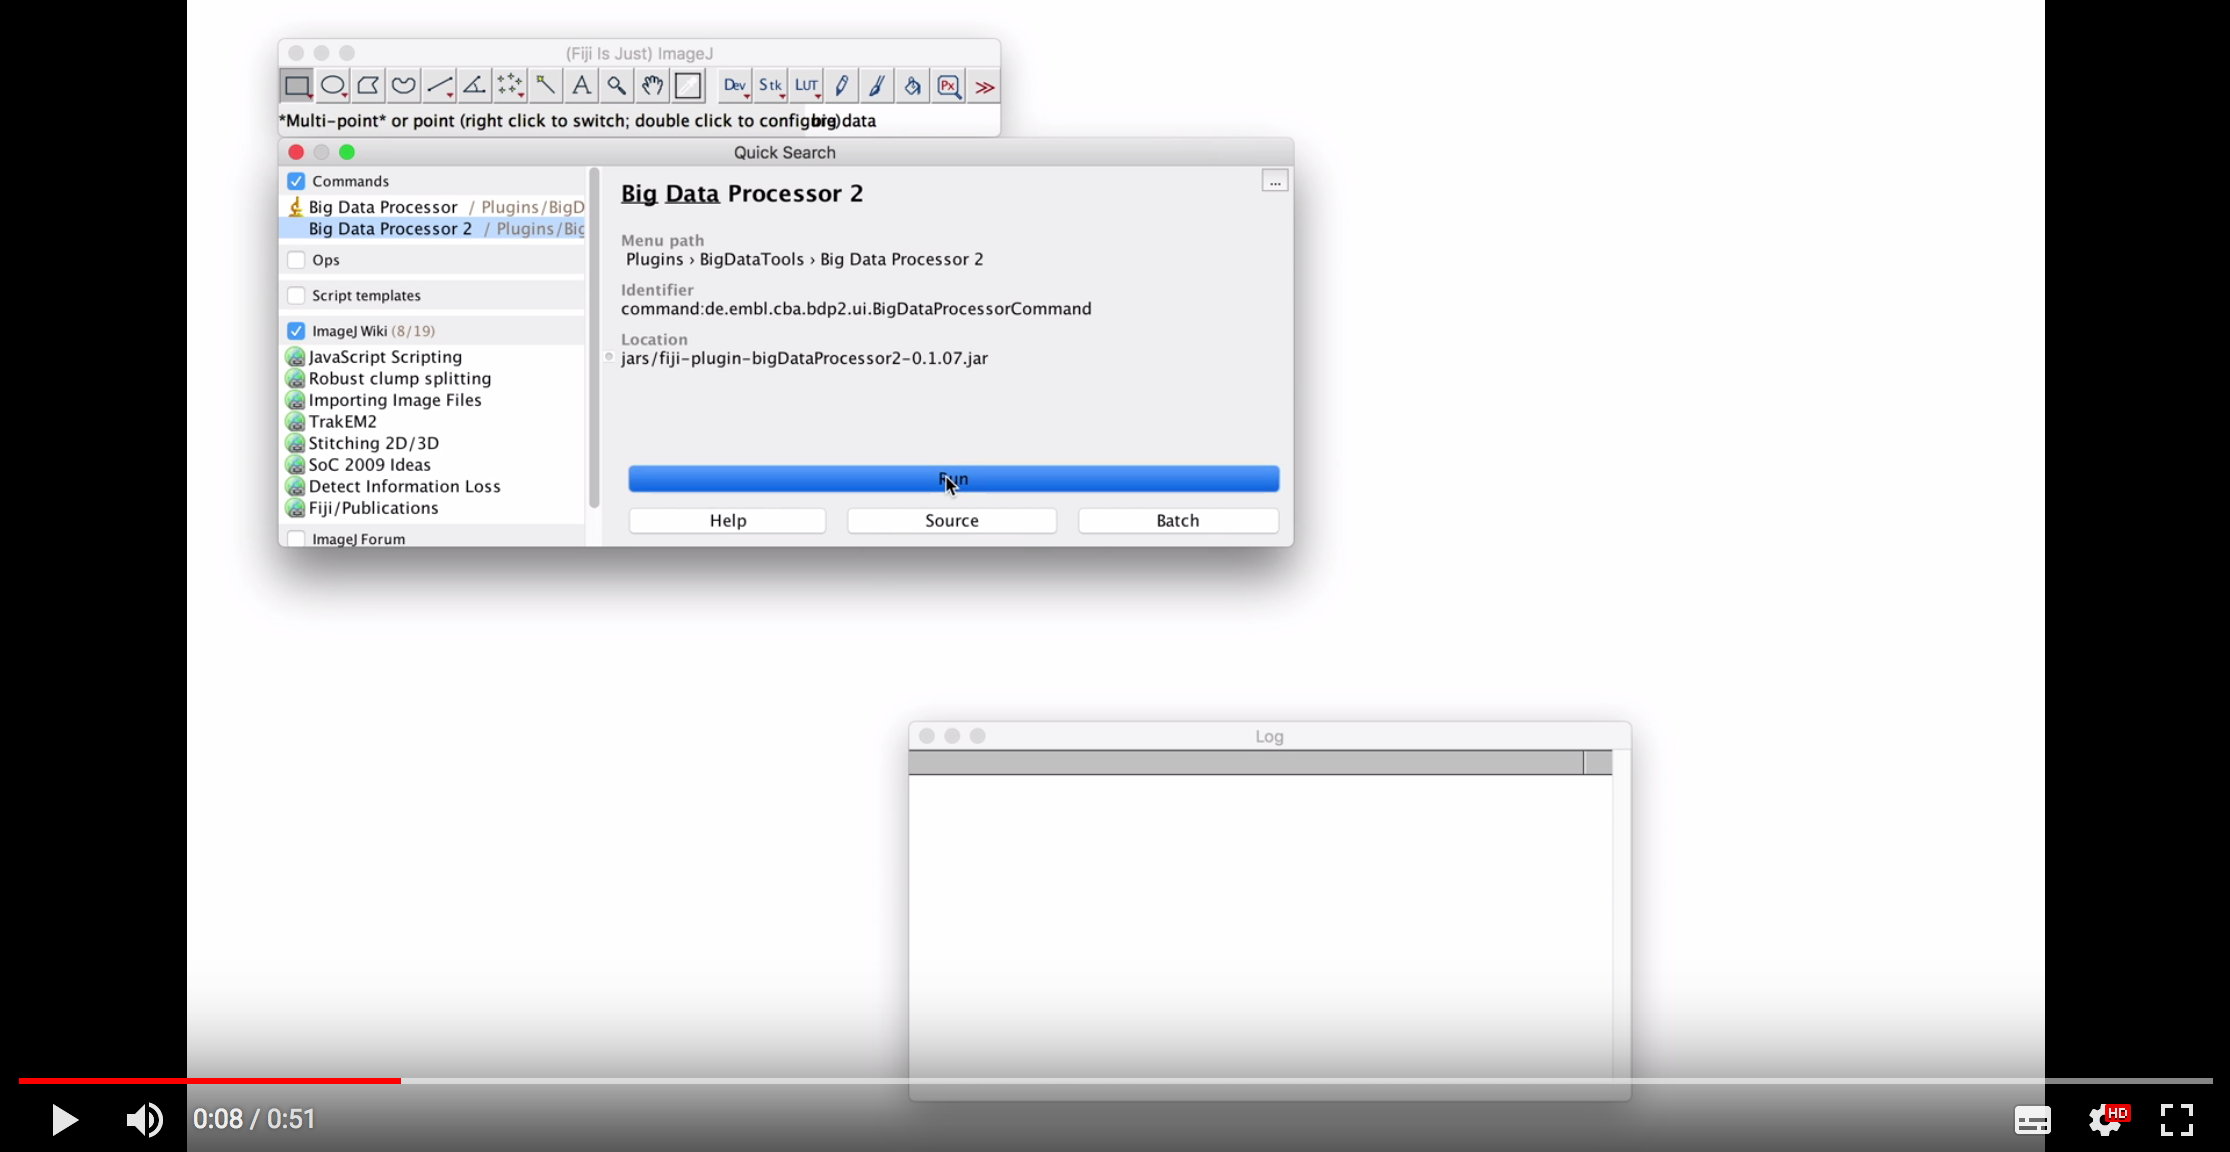 (Fiji Is Just) ImageJ
Dev Stk LUT A Px >>
*Multi-point* or point (right click to switch; double click to configure)
big data
Quick Search
Commands
Big Data Processor / Plugins/BigD
Big Data Processor 2 / Plugins/Big
Ops
Script templates
ImageJ Wiki (8/19)
JavaScript Scripting
Robust clump splitting
Importing Image Files
TrakEM2
Stitching 2D/3D
SoC 2009 Ideas
Detect Information Loss
Fiji/Publications
ImageJ Forum
...
Big Data Processor 2
Menu path
Plugins › BigDataTools › Big Data Processor 2
Identifier
command:de.embl.cba.bdp2.ui.BigDataProcessorCommand
Location
jars/fiji-plugin-bigDataProcessor2-0.1.07.jar
Run
Help
Source
Batch
Log
0:08 / 0:51
HD